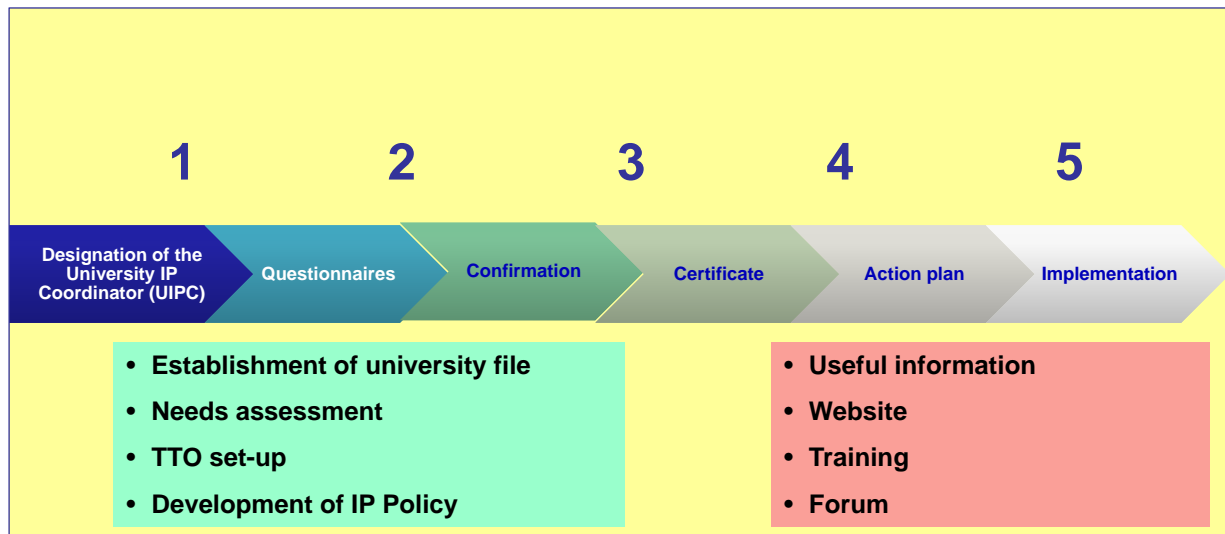 1 2 3 4 5
Designation of the
University IP
Coordinator (UIPC)
Questionnaires
Confirmation
Certificate
Action plan
Implementation
• Establishment of university file
• Needs assessment
• TTO set-up
• Development of IP Policy
• Useful information
• Website
• Training
• Forum